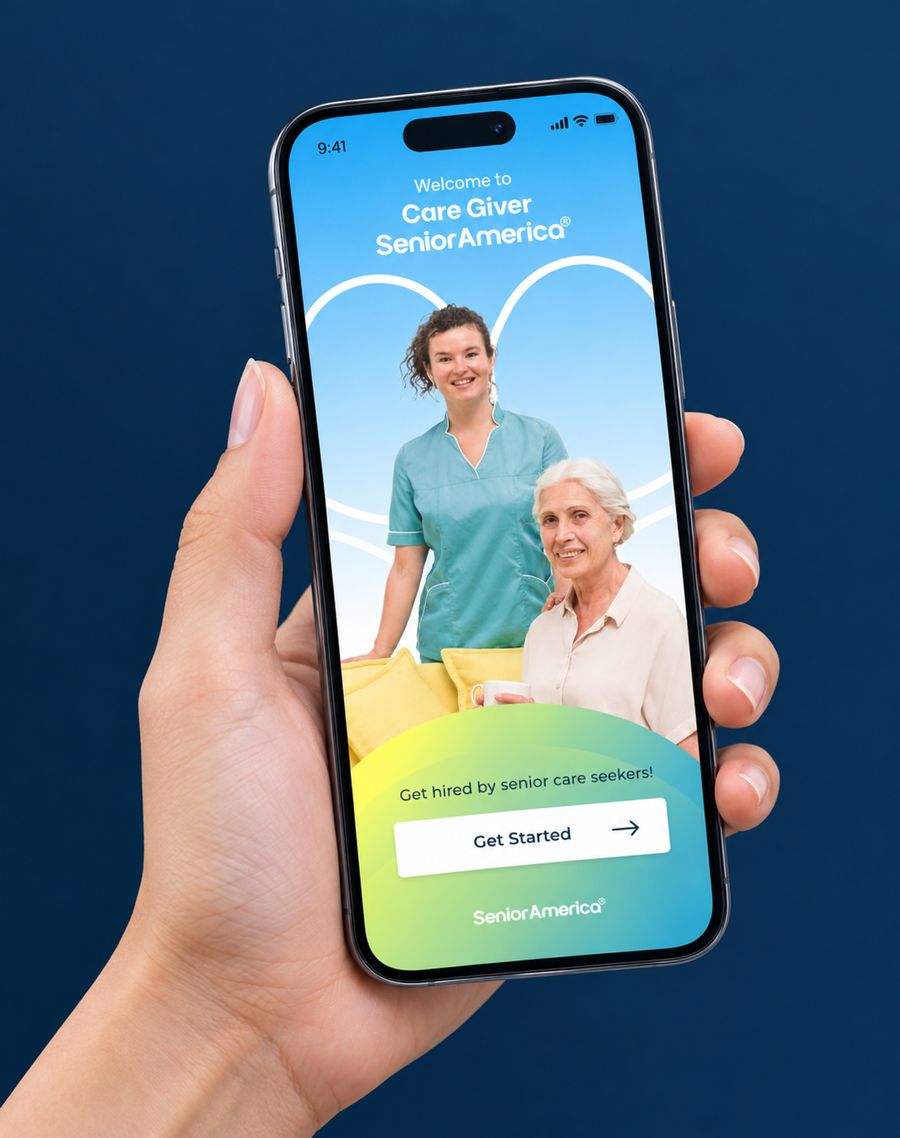 9:41
Welcome to
Care Giver
SeniorAmerica®
Get hired by senior care seekers!
Get Started
SeniorAmerica®